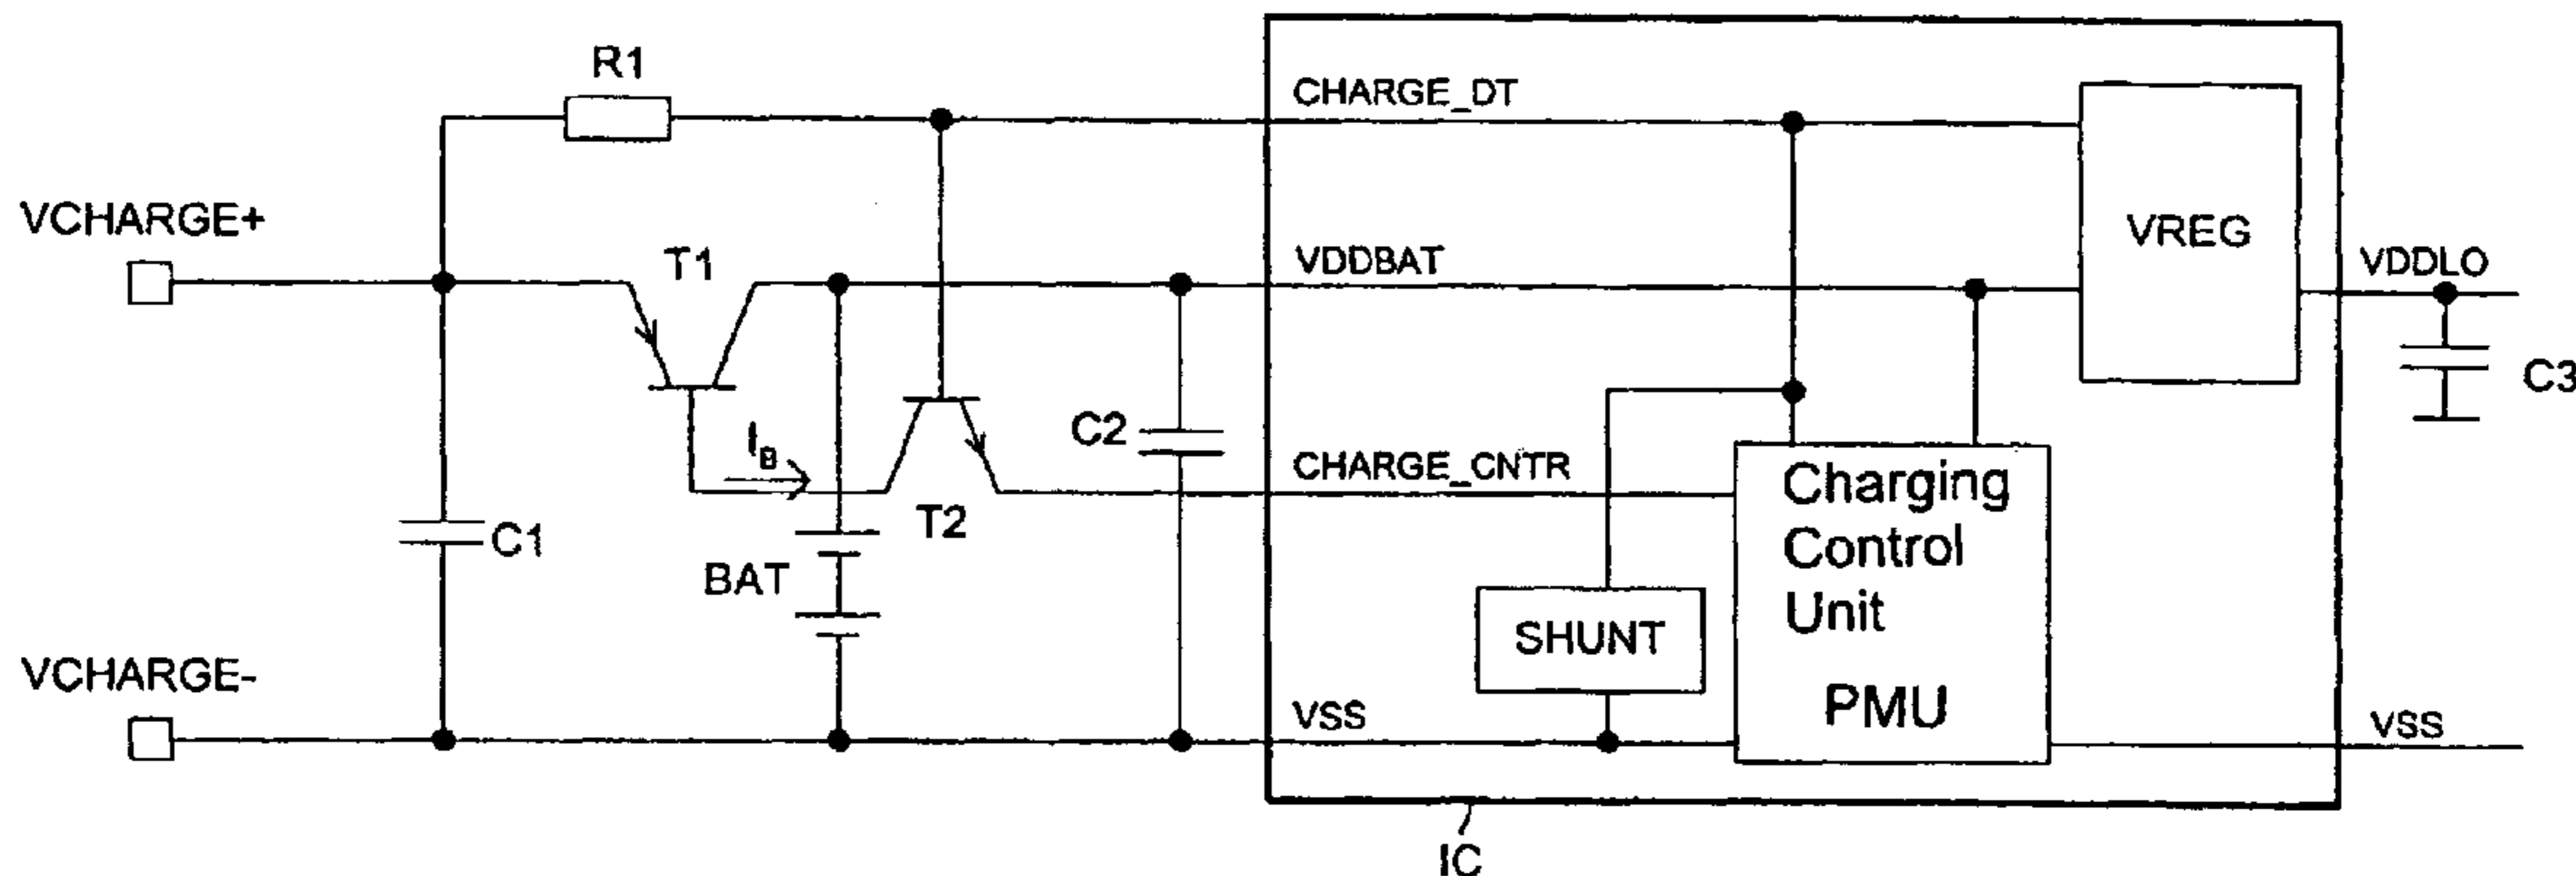 R1
CHARGE_DT
VCHARGE+
T1
VDDBAT
VREG
VDDLO
C3
IB
C2
CHARGE_CNTR
Charging
Control
Unit
PMU
C1
BAT
T2
SHUNT
VCHARGE-
VSS
VSS
IC